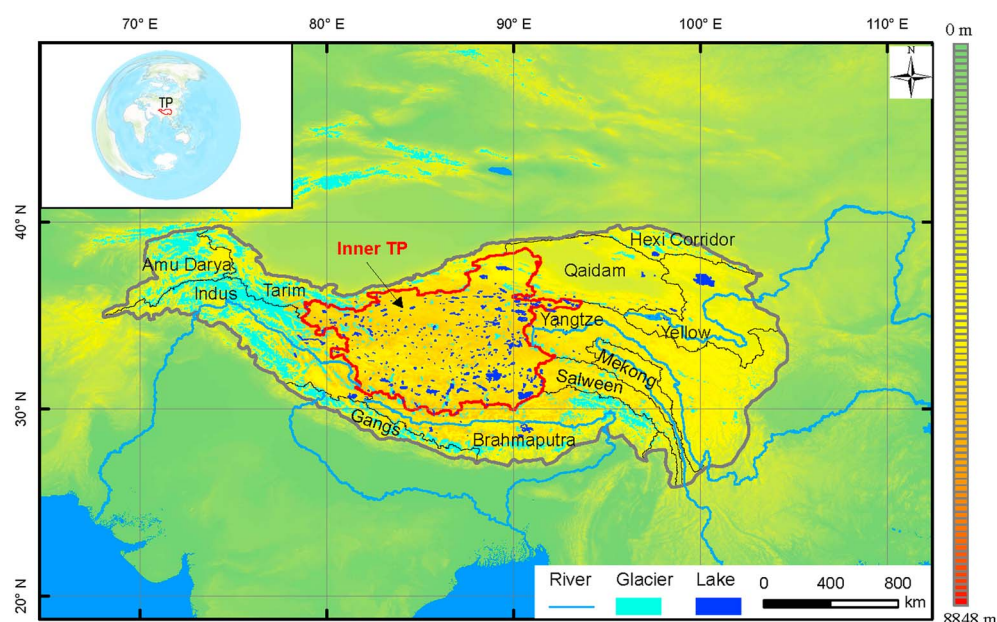 70° E 80° E 90° E 100° E 110° E
0 m
N
TP
40° N
30° N
20° N
Inner TP
Hexi Corridor
Amu Darya
Qaidam
Indus
Tarim
Yangtze
Yellow
Mekong
Salween
Gangs
Brahmaputra
River Glacier Lake 0 400 800
km
8848 m